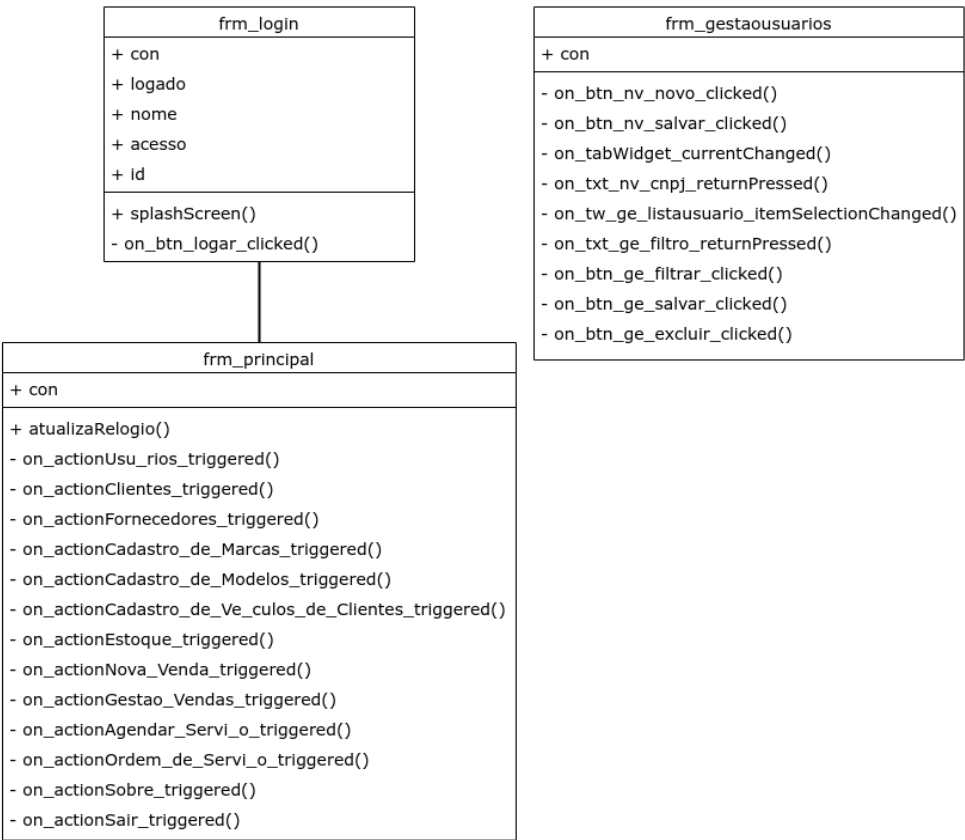 frm_login
+ con
+ logado
+ nome
+ acesso
+ id
+ splashScreen()
- on_btn_logar_clicked()
frm_gestaousuarios
+ con
- on_btn_nv_novo_clicked()
- on_btn_nv_salvar_clicked()
- on_tabWidget_currentChanged()
- on_txt_nv_cnpj_returnPressed()
- on_tw_ge_listausuario_itemSelectionChanged()
- on_txt_ge_filtro_returnPressed()
- on_btn_ge_filtrar_clicked()
- on_btn_ge_salvar_clicked()
- on_btn_ge_excluir_clicked()
frm_principal
+ con
+ atualizaRelogio()
- on_actionUsu_rios_triggered()
- on_actionClientes_triggered()
- on_actionFornecedores_triggered()
- on_actionCadastro_de_Marcas_triggered()
- on_actionCadastro_de_Modelos_triggered()
- on_actionCadastro_de_Ve_culos_de_Clientes_triggered()
- on_actionEstoque_triggered()
- on_actionNova_Venda_triggered()
- on_actionGestao_Vendas_triggered()
- on_actionAgendar_Servi_o_triggered()
- on_actionOrdem_de_Servi_o_triggered()
- on_actionSobre_triggered()
- on_actionSair_triggered()